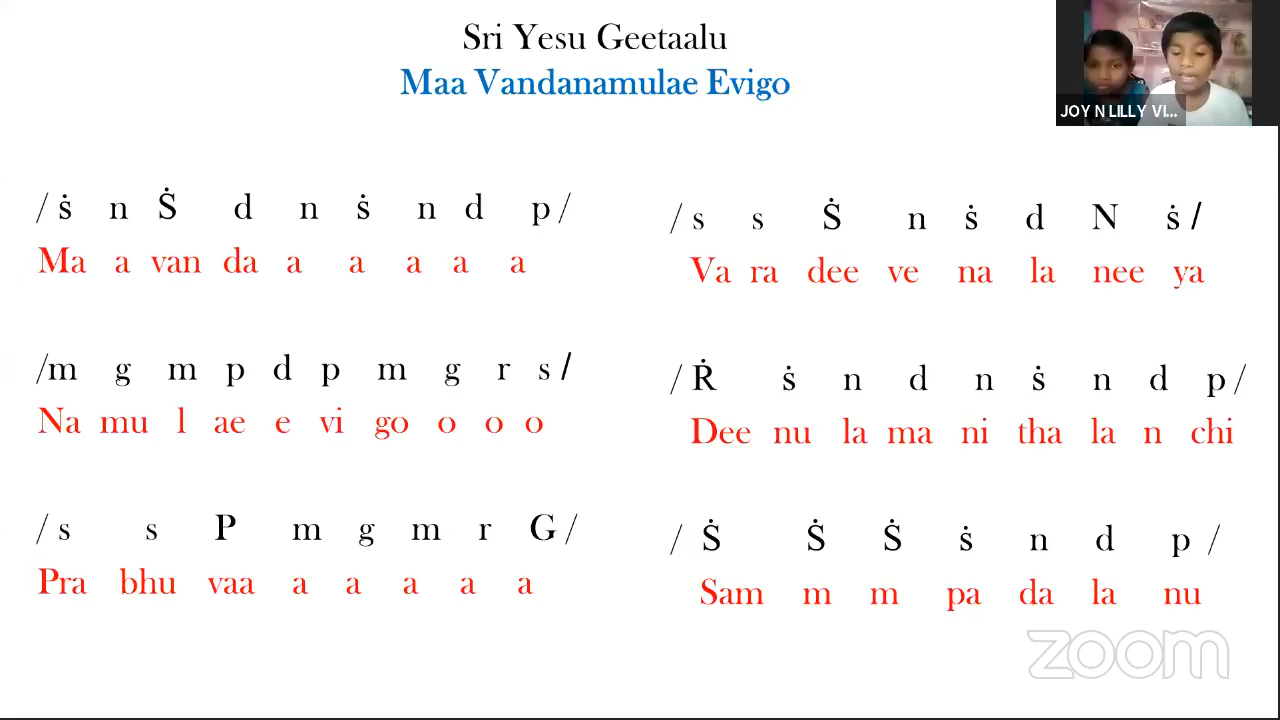 Sri Yesu Geetaalu
Maa Vandanamulae Evigo
JOY N LILLY VI...
/ ṡ n Ṡ d n ṡ n d p /
Ma a van da a a a a a
/m g m p d p m g r s /
Na mu l ae e vi go o o o
/ s s P m g m r G /
Pra bhu vaa a a a a a
/ s s Ṡ n ṡ d N ṡ /
Va ra dee ve na la nee ya
/ Ṙ ṡ n d n ṡ n d p /
Dee nu la ma ni tha la n chi
/ Ṡ Ṡ Ṡ ṡ n d p /
Sam m m pa da la nu
zoom